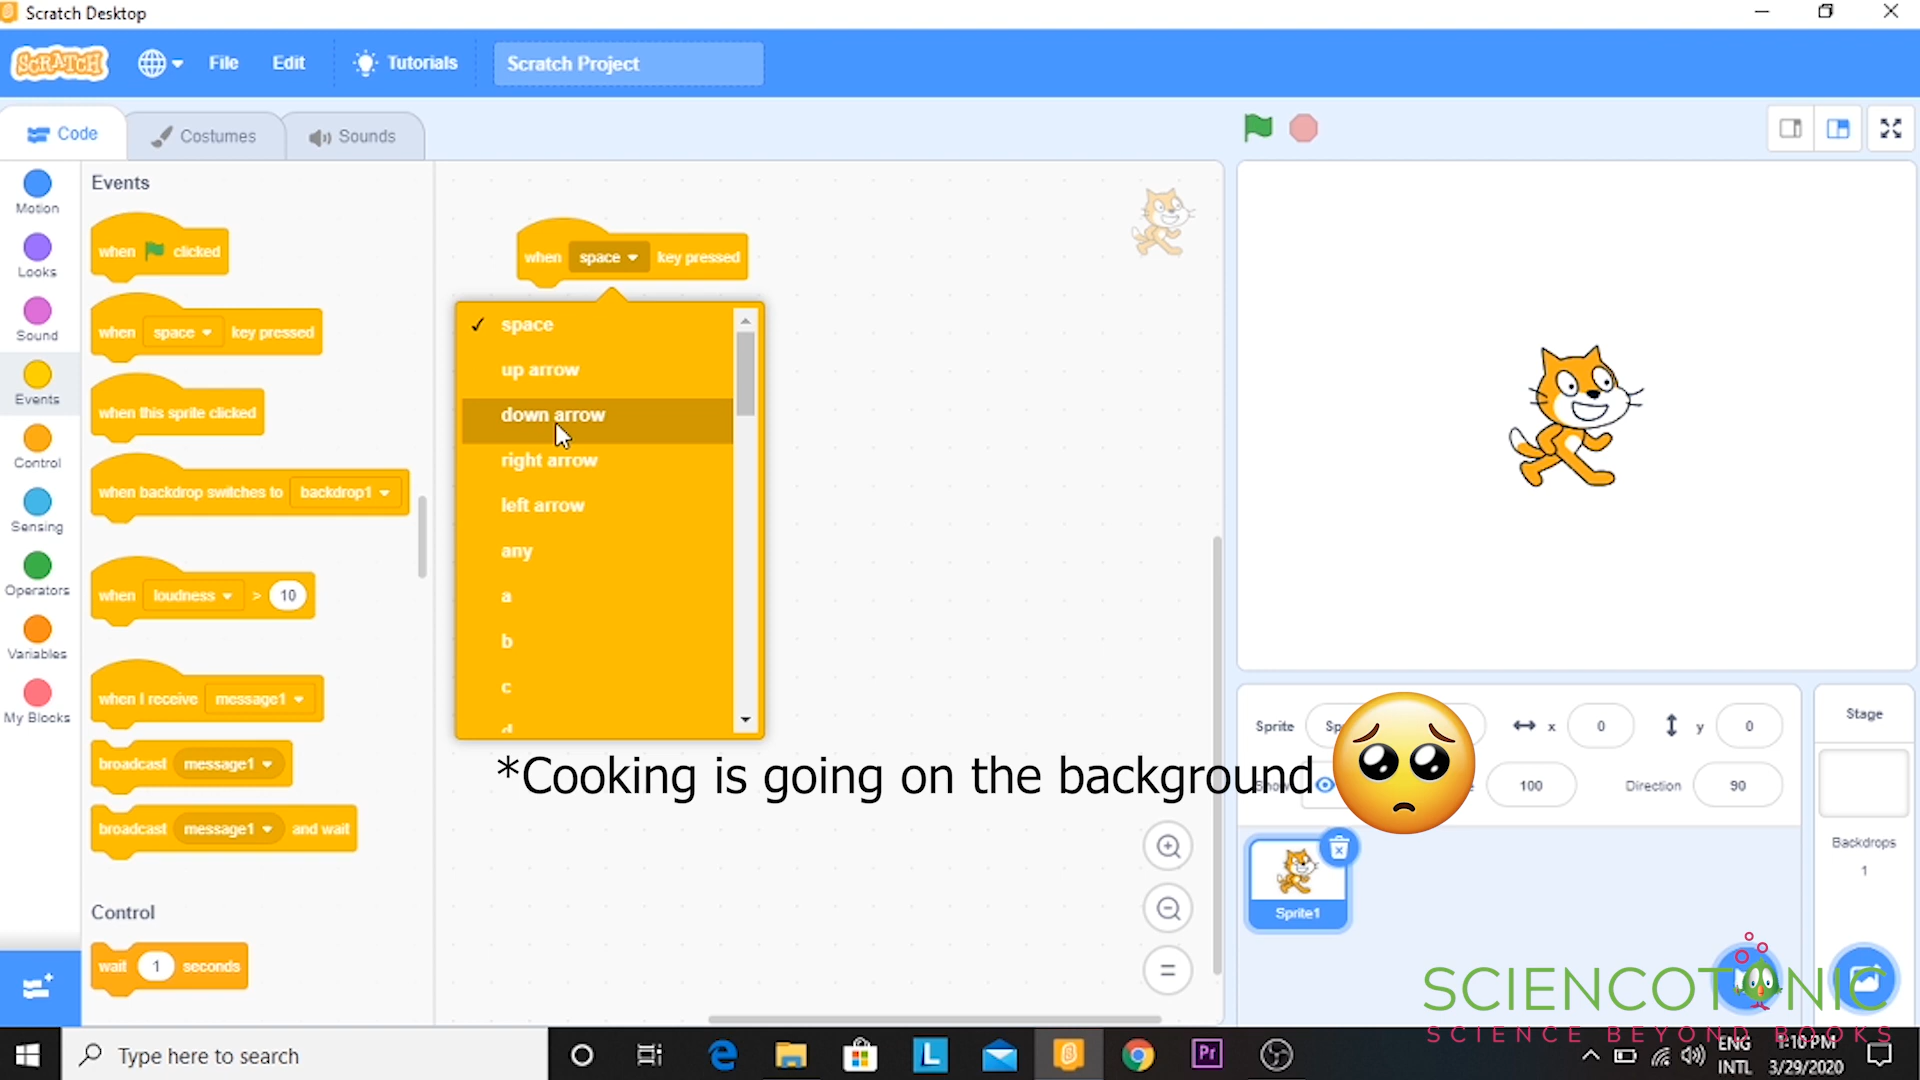 Scratch Desktop
SCRATCH
File
Edit
Tutorials
Scratch Project
Code
Costumes
Sounds
Motion
Looks
Sound
Events
Control
Sensing
Operators
Variables
My Blocks
Events
when clicked
when space key pressed
when this sprite clicked
when backdrop switches to backdrop1
when loudness > 10
when I receive message1
broadcast message1
broadcast message1 and wait
Control
wait 1 seconds
when space key pressed
✓ space
up arrow
down arrow
right arrow
left arrow
any
a
b
c
d
*Cooking is going on the background
Sprite
x 0
y 0
100
Direction 90
Sprite1
Stage
Backdrops
1
SCIENCOTONIC
SCIENCE BEYOND BOOKS
Type here to search
L
Pr
ENG
INTL
1:10 PM
3/29/2020